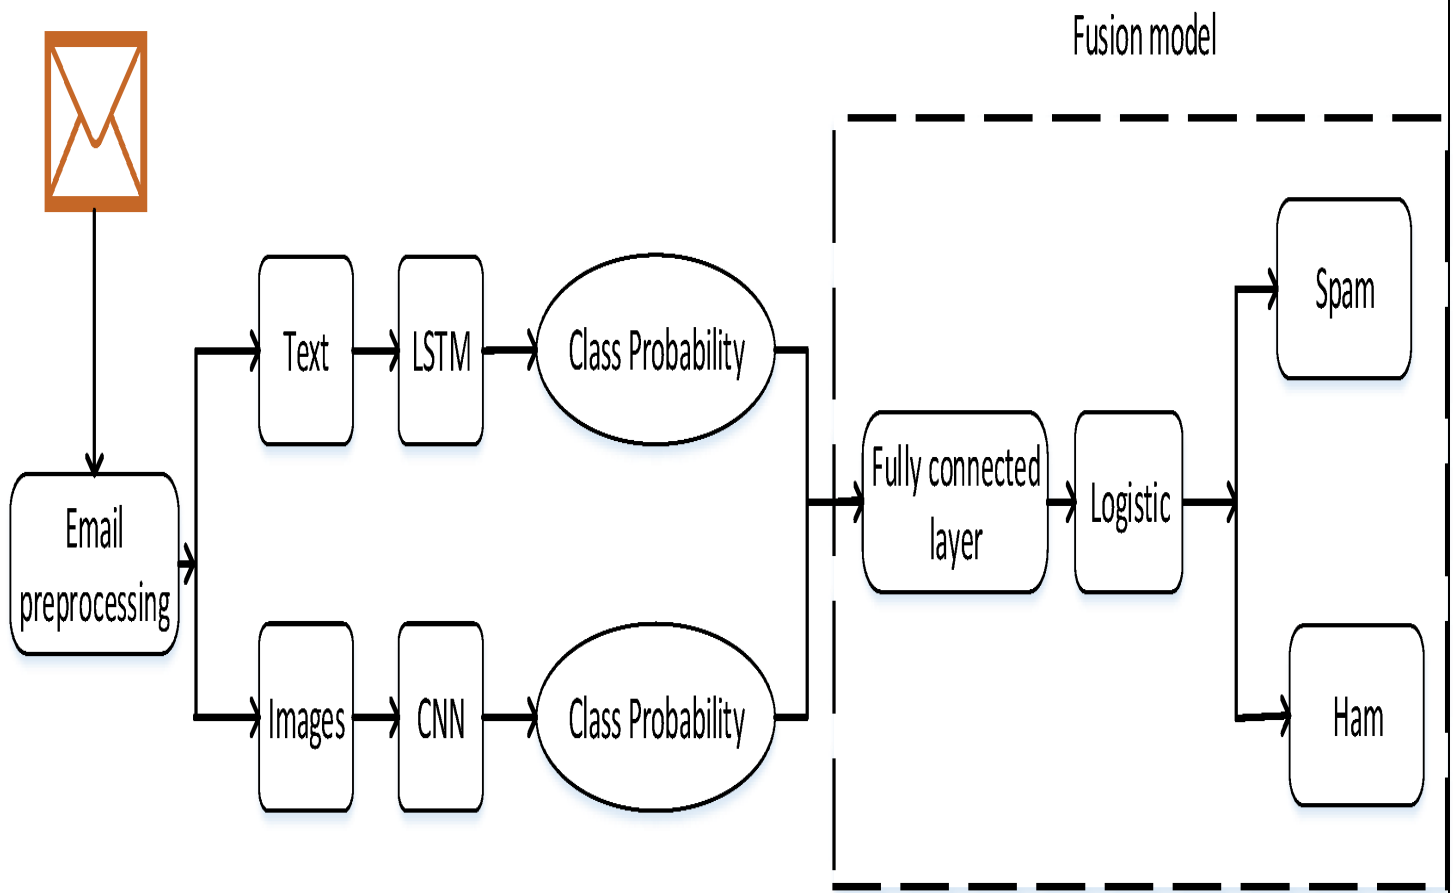 Fusion model
Email
preprocessing
Text
LSTM
Class Probability
Images
CNN
Class Probability
Fully connected
layer
Logistic
Spam
Ham